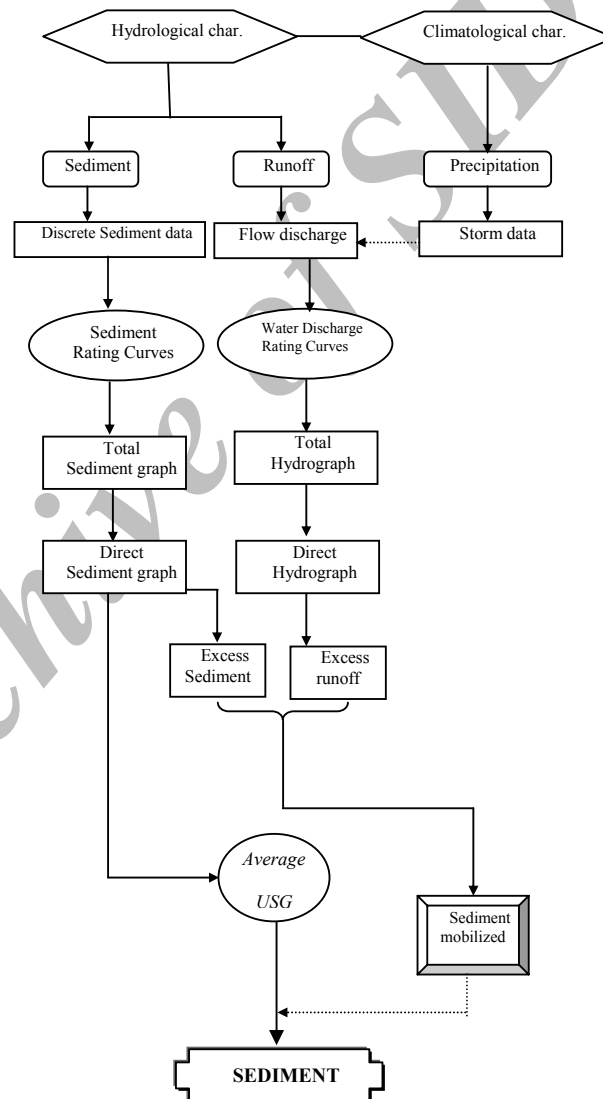 Hydrological char.
Climatological char.
Sediment
Runoff
Precipitation
Discrete Sediment data
Flow discharge
Storm data
Sediment
Rating Curves
Water Discharge
Rating Curves
Total
Sediment graph
Total
Hydrograph
Direct
Sediment graph
Direct
Hydrograph
Excess
Sediment
Excess
runoff
Average
USG
Sediment
mobilized
SEDIMENT